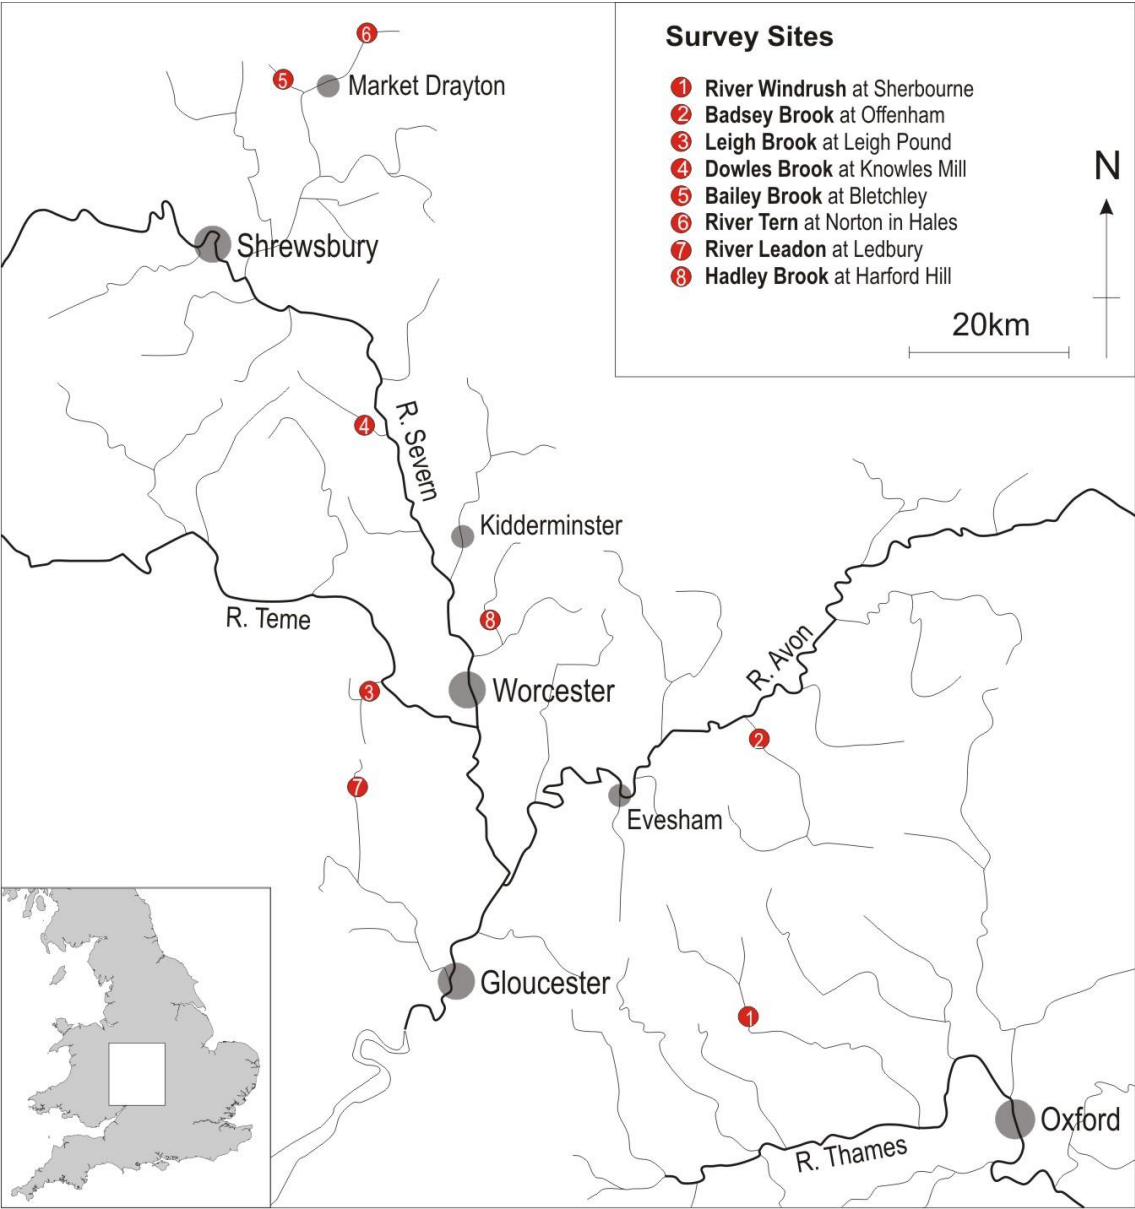 Survey Sites
1 River Windrush at Sherbourne
2 Badsey Brook at Offenham
3 Leigh Brook at Leigh Pound
4 Dowles Brook at Knowles Mill
5 Bailey Brook at Bletchley
6 River Tern at Norton in Hales
7 River Leadon at Ledbury
8 Hadley Brook at Harford Hill
N
20km
6
5
Market Drayton
Shrewsbury
4
R. Severn
Kidderminster
8
R. Teme
R. Avon
3
Worcester
2
7
Evesham
Gloucester
1
Oxford
R. Thames